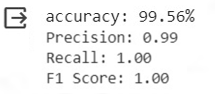 accuracy: 99.56%
Precision: 0.99
Recall: 1.00
F1 Score: 1.00